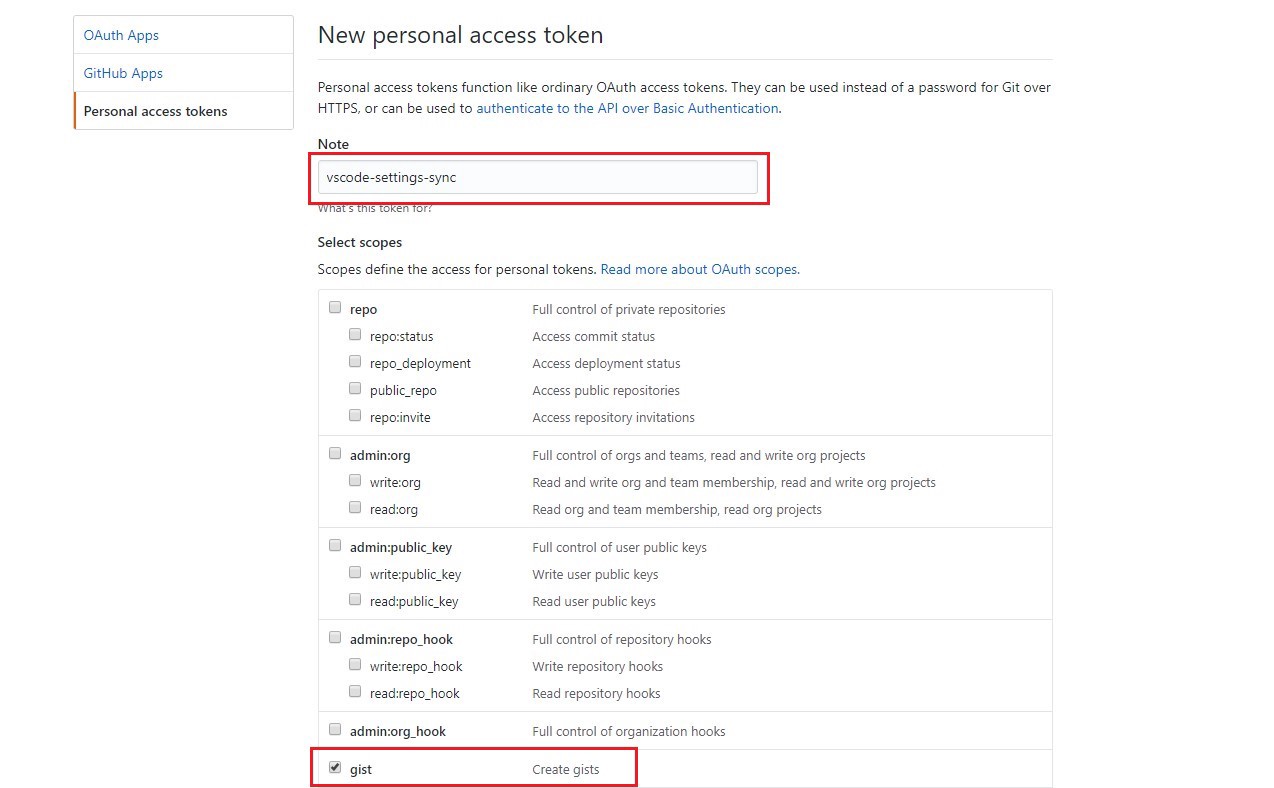 OAuth Apps
GitHub Apps
Personal access tokens
New personal access token
Personal access tokens function like ordinary OAuth access tokens. They can be used instead of a password for Git over
HTTPS, or can be used to authenticate to the API over Basic Authentication.
Note
vscode-settings-sync
What's this token for?
Select scopes
Scopes define the access for personal tokens. Read more about OAuth scopes.
repo Full control of private repositories
repo:status Access commit status
repo_deployment Access deployment status
public_repo Access public repositories
repo:invite Access repository invitations
admin:org Full control of orgs and teams, read and write org projects
write:org Read and write org and team membership, read and write org projects
read:org Read org and team membership, read org projects
admin:public_key Full control of user public keys
write:public_key Write user public keys
read:public_key Read user public keys
admin:repo_hook Full control of repository hooks
write:repo_hook Write repository hooks
read:repo_hook Read repository hooks
admin:org_hook Full control of organization hooks
gist Create gists